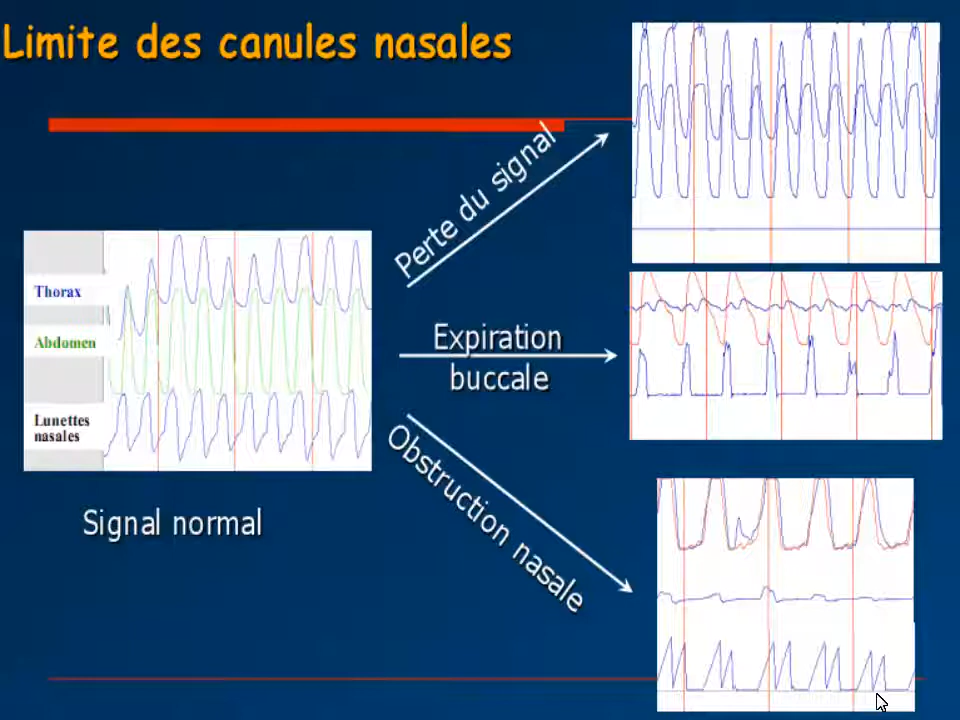 Limite des canules nasales
Perte du signal
Thorax
Abdomen
Lunettes
nasales
Expiration
buccale
Obstruction nasale
Signal normal